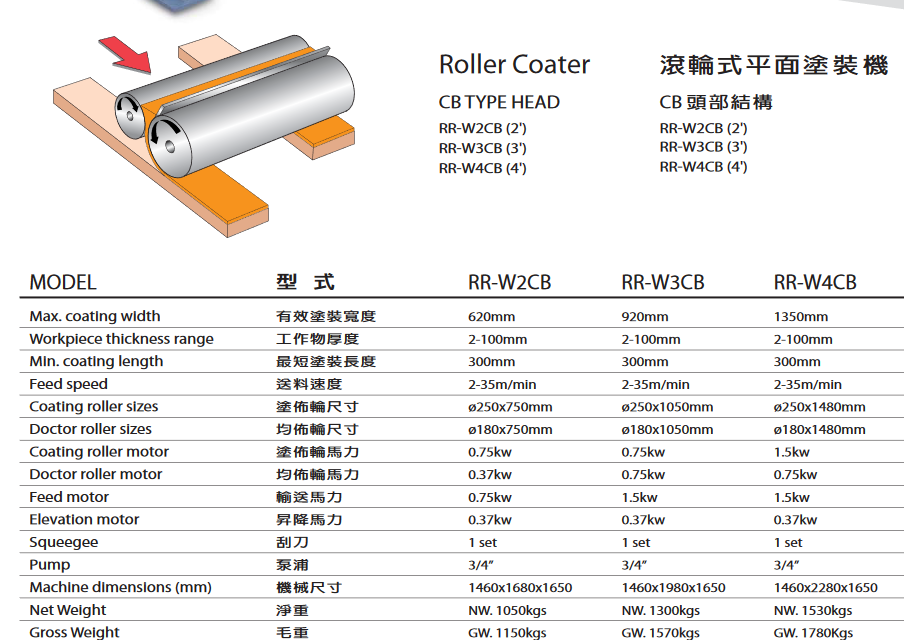 Roller Coater 滾輪式平面塗裝機
CB TYPE HEAD CB 頭部結構
RR-W2CB (2') RR-W2CB (2')
RR-W3CB (3') RR-W3CB (3')
RR-W4CB (4') RR-W4CB (4')
MODEL 型 式 RR-W2CB RR-W3CB RR-W4CB
Max. coating width 有效塗裝寬度 620mm 920mm 1350mm
Workpiece thickness range 工作物厚度 2-100mm 2-100mm 2-100mm
Min. coating length 最短塗裝長度 300mm 300mm 300mm
Feed speed 送料速度 2-35m/min 2-35m/min 2-35m/min
Coating roller sizes 塗佈輪尺寸 ø250x750mm ø250x1050mm ø250x1480mm
Doctor roller sizes 均佈輪尺寸 ø180x750mm ø180x1050mm ø180x1480mm
Coating roller motor 塗佈輪馬力 0.75kw 0.75kw 1.5kw
Doctor roller motor 均佈輪馬力 0.37kw 0.75kw 0.75kw
Feed motor 輸送馬力 0.75kw 1.5kw 1.5kw
Elevation motor 昇降馬力 0.37kw 0.37kw 0.37kw
Squeegee 刮刀 1 set 1 set 1 set
Pump 泵浦 3/4” 3/4” 3/4”
Machine dimensions (mm) 機械尺寸 1460x1680x1650 1460x1980x1650 1460x2280x1650
Net Weight 淨重 NW. 1050kgs NW. 1300kgs NW. 1530kgs
Gross Weight 毛重 GW. 1150kgs GW. 1570kgs GW. 1780Kgs